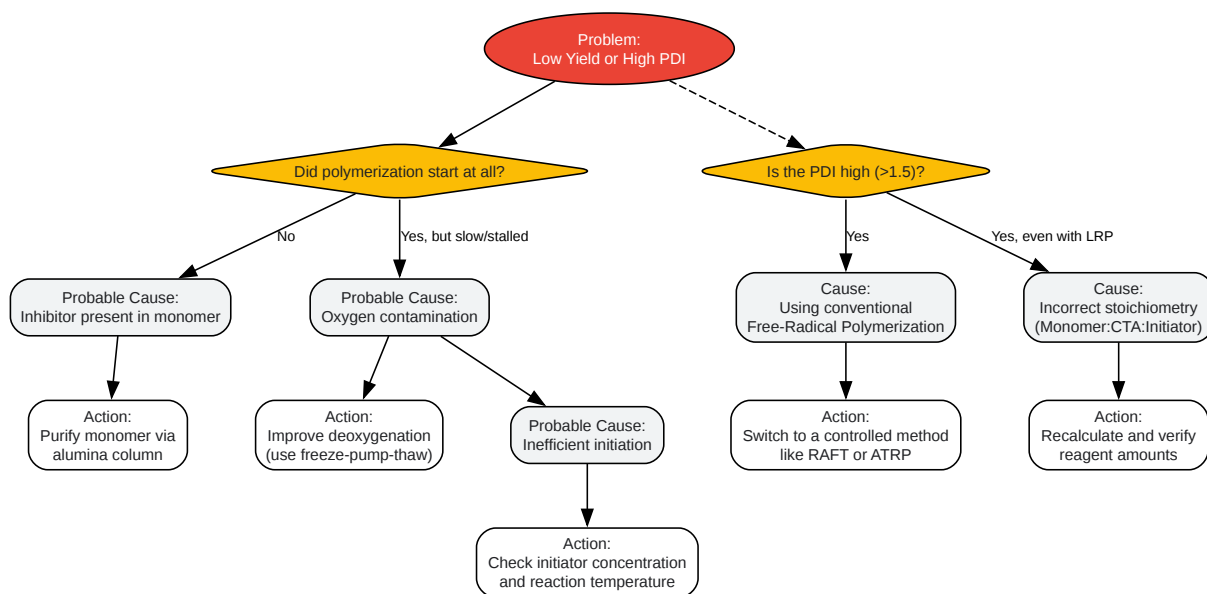 Problem:
Low Yield or High PDI
Did polymerization start at all?
Is the PDI high (>1.5)?
No
Yes, but slow/stalled
Yes
Yes, even with LRP
Probable Cause:
Inhibitor present in monomer
Probable Cause:
Oxygen contamination
Cause:
Using conventional
Free-Radical Polymerization
Cause:
Incorrect stoichiometry
(Monomer:CTA:Initiator)
Action:
Purify monomer via
alumina column
Action:
Improve deoxygenation
(use freeze-pump-thaw)
Probable Cause:
Inefficient initiation
Action:
Switch to a controlled method
like RAFT or ATRP
Action:
Recalculate and verify
reagent amounts
Action:
Check initiator concentration
and reaction temperature